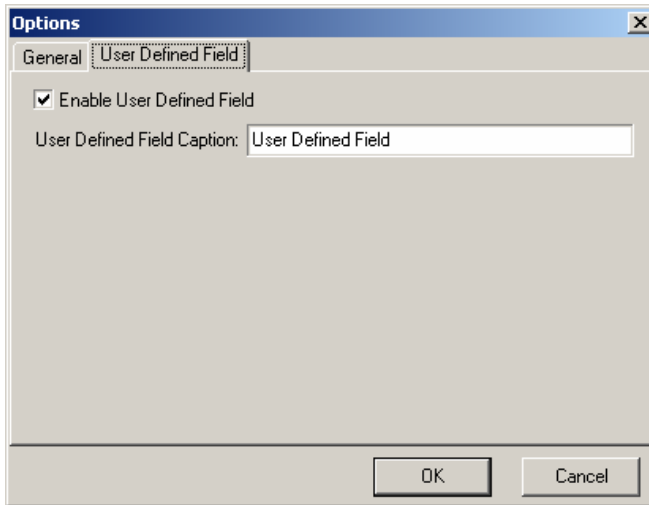 Options
General User Defined Field
Enable User Defined Field
User Defined Field Caption: User Defined Field
OK Cancel